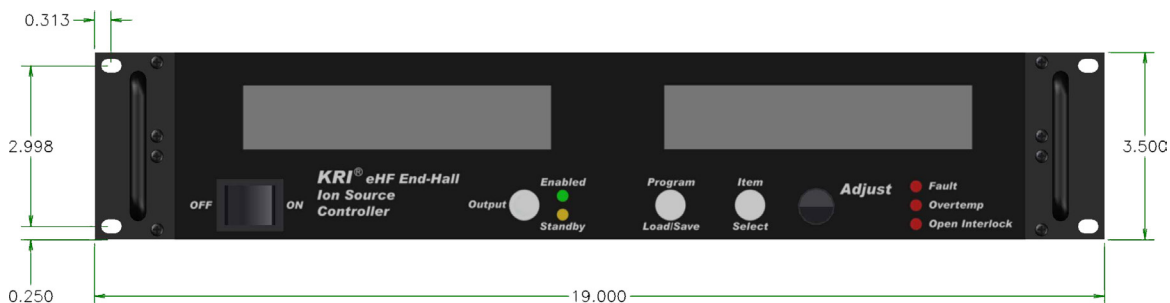 0.313
2.998
3.500
KRI® eHF End-Hall
Ion Source
Controller
OFF
ON
Output
Enabled
Standby
Program
Load/Save
Item
Select
Adjust
Fault
Overtemp
Open Interlock
0.250
19.000